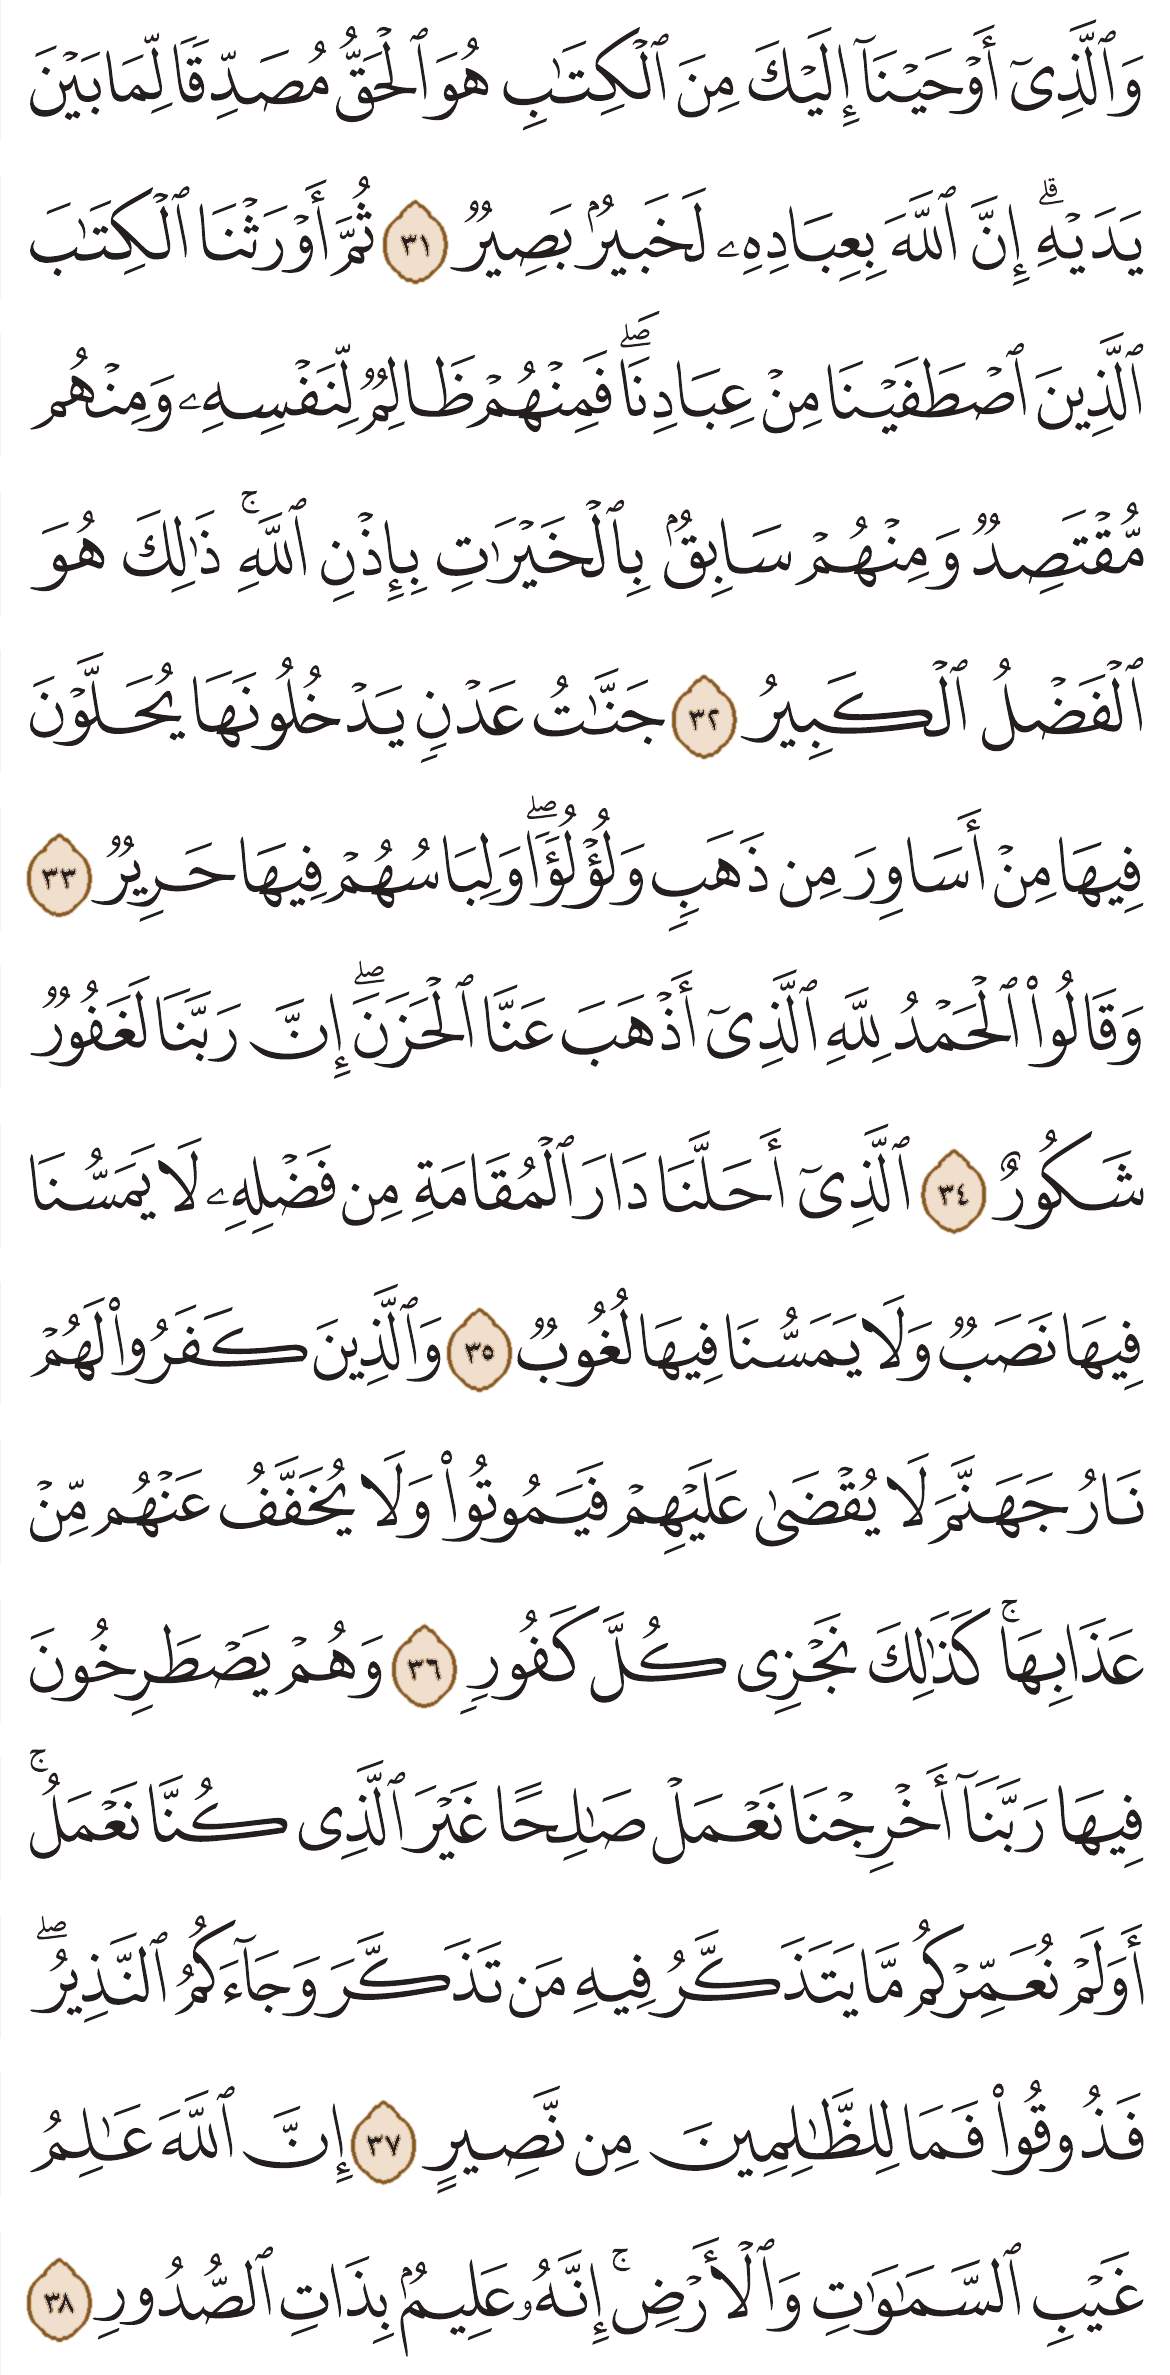 وَٱلَّذِىٓ أَوْحَيْنَآ إِلَيْكَ مِنَ ٱلْكِتَـٰبِ هُوَ ٱلْحَقُّ مُصَدِّقًا لِّمَا بَيْنَ
يَدَيْهِ ۗ إِنَّ ٱللَّهَ بِعِبَادِهِۦ لَخَبِيرٌۢ بَصِيرٌ ٣١ ثُمَّ أَوْرَثْنَا ٱلْكِتَـٰبَ
ٱلَّذِينَ ٱصْطَفَيْنَا مِنْ عِبَادِنَا ۖ فَمِنْهُمْ ظَالِمٌ لِّنَفْسِهِۦ وَمِنْهُم
مُّقْتَصِدٌ وَمِنْهُمْ سَابِقٌۢ بِٱلْخَيْرَٰتِ بِإِذْنِ ٱللَّهِ ۚ ذَٰلِكَ هُوَ
ٱلْفَضْلُ ٱلْكَبِيرُ ٣٢ جَنَّـٰتُ عَدْنٍ يَدْخُلُونَهَا يُحَلَّوْنَ
فِيهَا مِنْ أَسَاوِرَ مِن ذَهَبٍ وَلُؤْلُؤًا ۖ وَلِبَاسُهُمْ فِيهَا حَرِيرٌ ٣٣
وَقَالُوا۟ ٱلْحَمْدُ لِلَّهِ ٱلَّذِىٓ أَذْهَبَ عَنَّا ٱلْحَزَنَ ۖ إِنَّ رَبَّنَا لَغَفُورٌ
شَكُورٌ ٣٤ ٱلَّذِىٓ أَحَلَّنَا دَارَ ٱلْمُقَامَةِ مِن فَضْلِهِۦ لَا يَمَسُّنَا
فِيهَا نَصَبٌ وَلَا يَمَسُّنَا فِيهَا لُغُوبٌ ٣٥ وَٱلَّذِينَ كَفَرُوا۟ لَهُمْ
نَارُ جَهَنَّمَ لَا يُقْضَىٰ عَلَيْهِمْ فَيَمُوتُوا۟ وَلَا يُخَفَّفُ عَنْهُم مِّنْ
عَذَابِهَا ۚ كَذَٰلِكَ نَجْزِى كُلَّ كَفُورٍ ٣٦ وَهُمْ يَصْطَرِخُونَ
فِيهَا رَبَّنَآ أَخْرِجْنَا نَعْمَلْ صَـٰلِحًا غَيْرَ ٱلَّذِى كُنَّا نَعْمَلُ ۚ
أَوَلَمْ نُعَمِّرْكُم مَّا يَتَذَكَّرُ فِيهِ مَن تَذَكَّرَ وَجَآءَكُمُ ٱلنَّذِيرُ ۖ
فَذُوقُوا۟ فَمَا لِلظَّـٰلِمِينَ مِن نَّصِيرٍ ٣٧ إِنَّ ٱللَّهَ عَـٰلِمُ
غَيْبِ ٱلسَّمَـٰوَٰتِ وَٱلْأَرْضِ ۚ إِنَّهُۥ عَلِيمٌۢ بِذَاتِ ٱلصُّدُورِ ٣٨